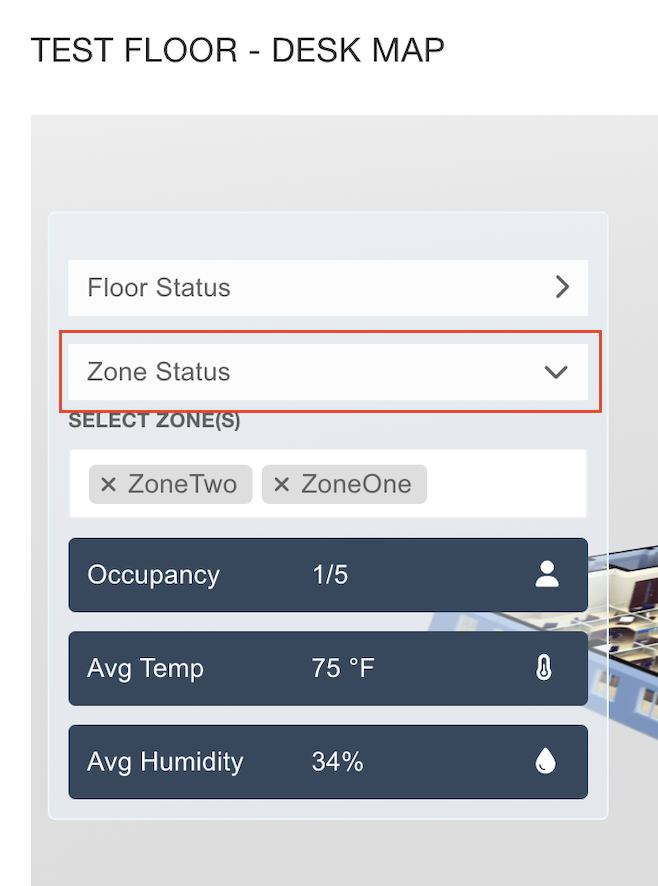 TEST FLOOR - DESK MAP
Floor Status
Zone Status
SELECT ZONE(S)
× ZoneTwo × ZoneOne
Occupancy 1/5
Avg Temp 75 °F
Avg Humidity 34%